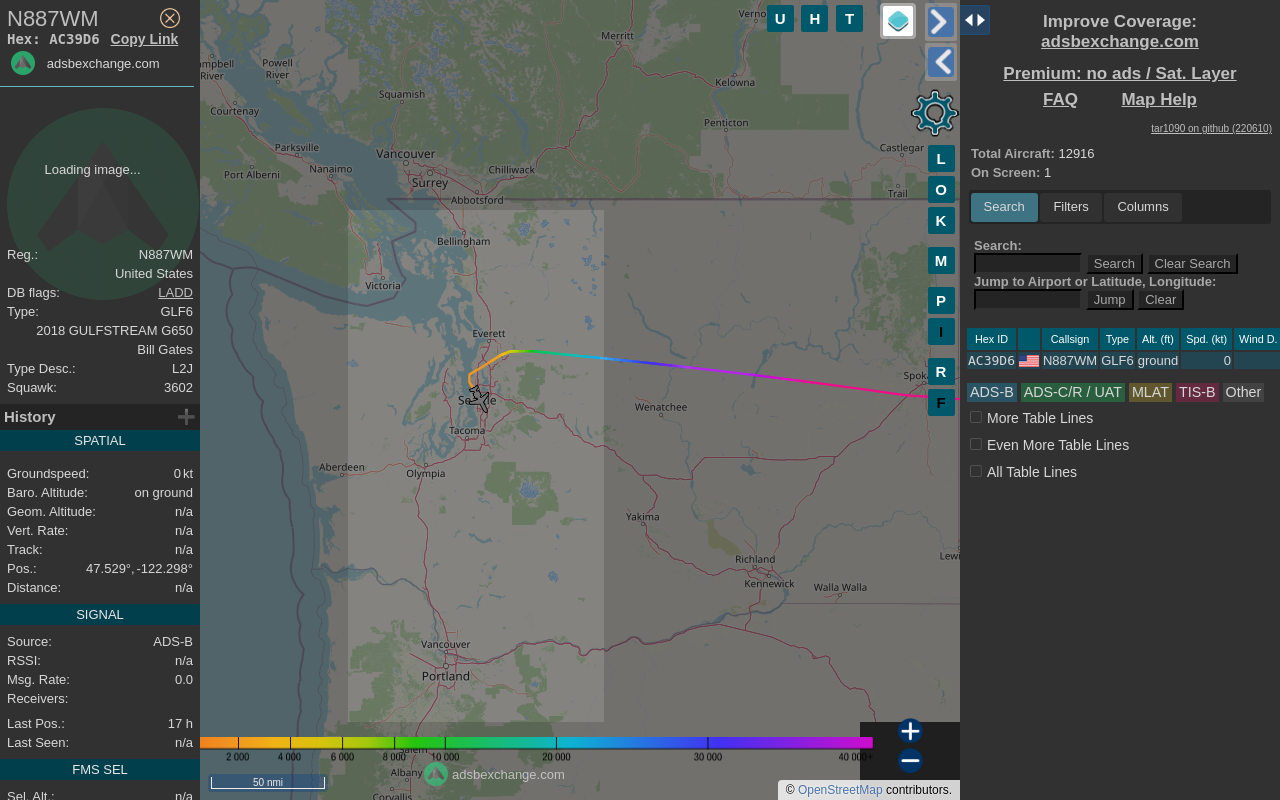 N887WM
Hex: AC39D6 Copy Link
adsbexchange.com
Loading image...
Reg.: N887WM
United States
DB flags: LADD
Type: GLF6
2018 GULFSTREAM G650
Bill Gates
Type Desc.: L2J
Squawk: 3602
History
SPATIAL
Groundspeed: 0 kt
Baro. Altitude: on ground
Geom. Altitude: n/a
Vert. Rate: n/a
Track: n/a
Pos.: 47.529°, -122.298°
Distance: n/a
SIGNAL
Source: ADS-B
RSSI: n/a
Msg. Rate: 0.0
Receivers:
Last Pos.: 17 h
Last Seen: n/a
FMS SEL
Sel. Alt.: n/a
U H T
Merritt
Powell
River
River
Kelowna
Squamish
Courtenay
Penticton
Parksville
Vancouver
Castlegar
Nanaimo
Port Alberni
Chilliwack
Surrey
Abbotsford
Trail
Bellingham
Victoria
Everett
Wenatchee
Tacoma
Aberdeen
Olympia
Yakima
Richland
Kennewick
Walla Walla
Vancouver
Portland
Albany
Corvallis
L
O
K
M
P
I
R
F
2 000 4 000 6 000 8 000 10 000 20 000 30 000 40 000+
adsbexchange.com
50 nmi
© OpenStreetMap contributors.
Improve Coverage:
adsbexchange.com
Premium: no ads / Sat. Layer
FAQ Map Help
tar1090 on github (220610)
Total Aircraft: 12916
On Screen: 1
Search Filters Columns
Search:
Search Clear Search
Jump to Airport or Latitude, Longitude:
Jump Clear
Hex ID Callsign Type Alt. (ft) Spd. (kt) Wind D.
AC39D6 N887WM GLF6 ground 0
ADS-B ADS-C/R / UAT MLAT TIS-B Other
More Table Lines
Even More Table Lines
All Table Lines